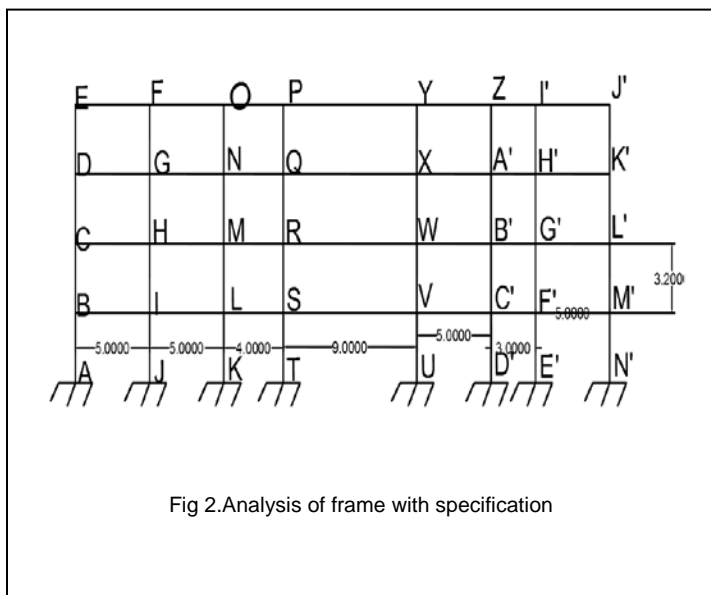 E F O P Y Z I' J'
D G N Q X A' H' K'
C H M R W B' G' L'
3.200
B I L S V C' F' 5.0000 M'
5.0000 5.0000 4.0000 9.0000 5.0000 3.0000
A J K T U D' E' N'
Fig 2.Analysis of frame with specification